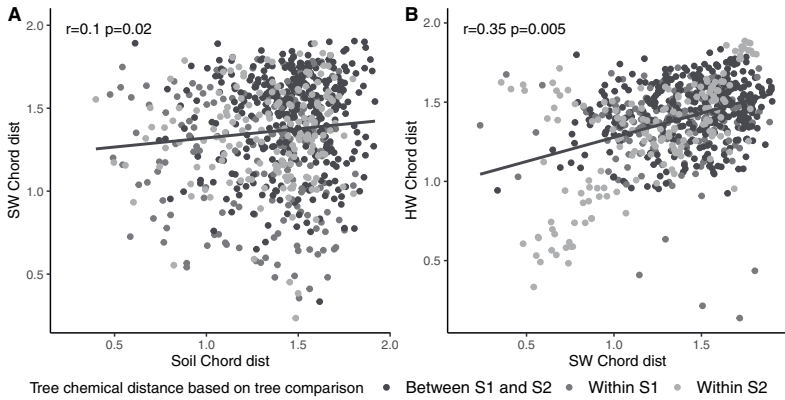 A
B
r=0.1 p=0.02
r=0.35 p=0.005
SW Chord dist
2.0
1.5
1.0
0.5
0.5
1.0
1.5
2.0
Soil Chord dist
HW Chord dist
2.0
1.5
1.0
0.5
0.5
1.0
1.5
SW Chord dist
Tree chemical distance based on tree comparison Between S1 and S2 Within S1 Within S2